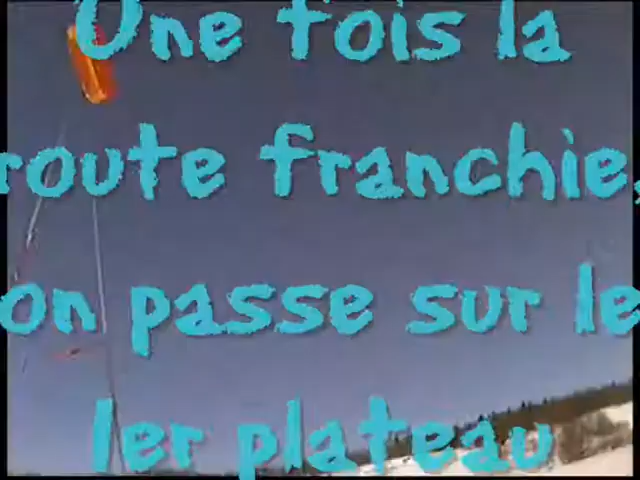 Une fois la
route franchie,
on passe sur le
1er plateau